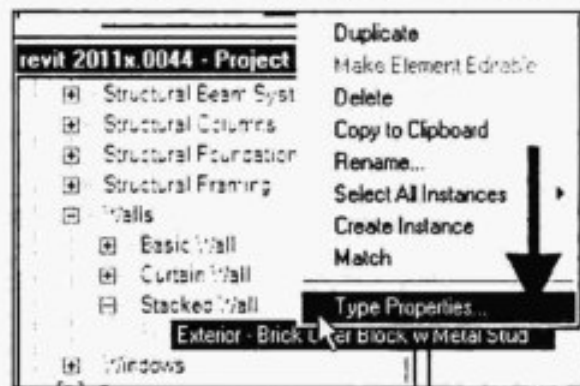 Duplicate
revit 2011x.0044 - Project
Make Element Editable
Structural Beam Syst
Delete
Structural Columns
Copy to Clipboard
Structural Foundation
Rename...
Structural Framing
Select All Instances
Walls
Create Instance
Basic Wall
Match
Curtain Wall
Stacked Wall
Type Properties...
Exterior - Brick Over Block w Metal Stud
Windows